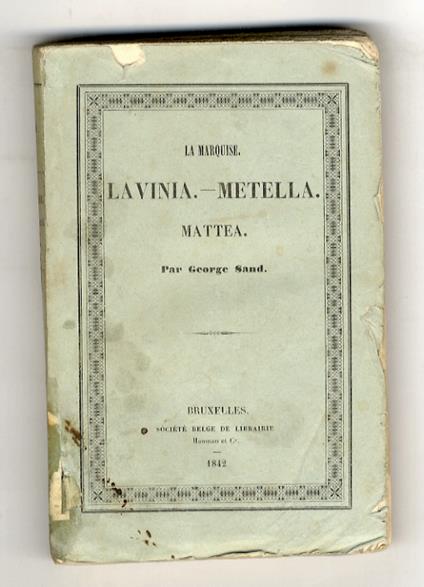 LA MARQUISE.
LAVINIA.—METELLA.
MATTEA.
Par George Sand.
BRUXELLES.
SOCIÉTÉ BELGE DE LIBRAIRIE
Hauman et Ce.
—
1842